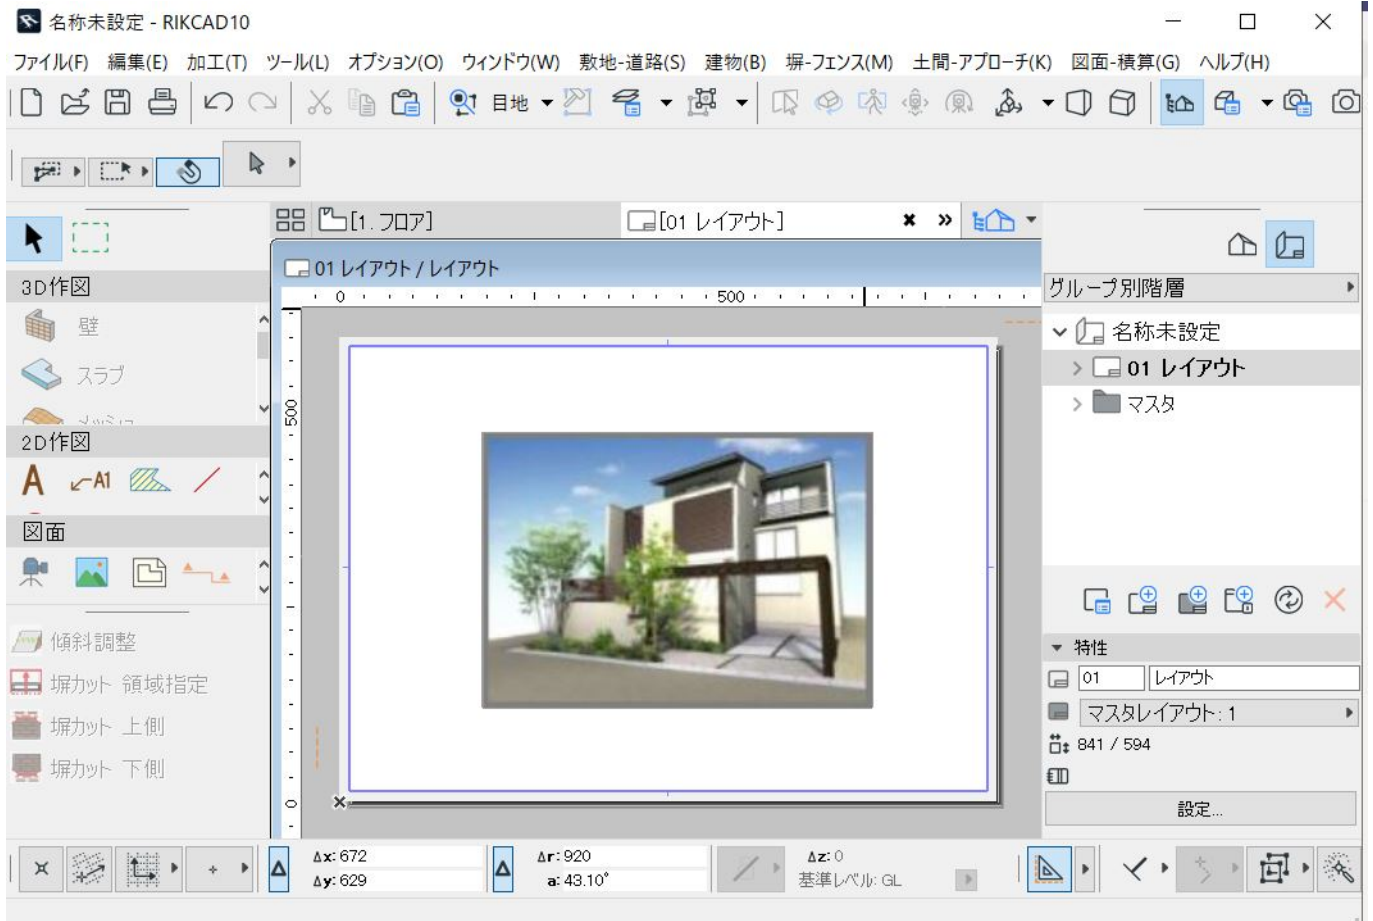 名称未設定 - RIKCAD10
ファイル(F) 編集(E) 加工(T) ツール(L) オプション(O) ウィンドウ(W) 敷地-道路(S) 建物(B) 塀-フェンス(M) 土間-アプローチ(K) 図面-積算(G) ヘルプ(H)
目地
[1. フロア]
[01 レイアウト]
01 レイアウト / レイアウト
0
500
500
0
3D作図
壁
スラブ
メッシュ
2D作図
A
A1
図面
傾斜調整
塀カット 領域指定
塀カット 上側
塀カット 下側
グループ別階層
名称未設定
01 レイアウト
マスタ
特性
01
レイアウト
マスタレイアウト: 1
841 / 594
設定...
Δx: 672
Δy: 629
Δr: 920
a: 43.10°
Δz: 0
基準レベル: GL